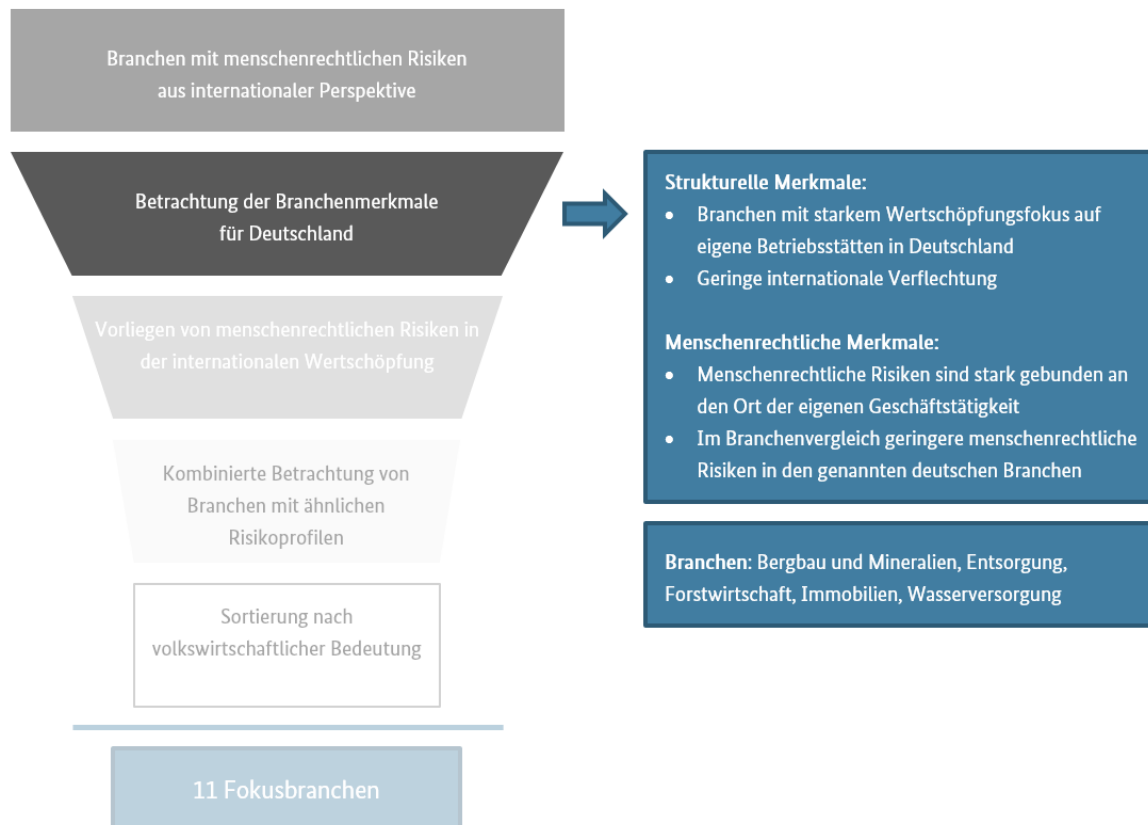 Branchen mit menschenrechtlichen Risiken
aus internationaler Perspektive
Betrachtung der Branchenmerkmale
für Deutschland
Vorliegen von menschenrechtlichen Risiken in
der internationalen Wertschöpfung
Kombinierte Betrachtung von
Branchen mit ähnlichen
Risikoprofilen
Sortierung nach
volkswirtschaftlicher Bedeutung
11 Fokusbranchen
Strukturelle Merkmale:
• Branchen mit starkem Wertschöpfungsfokus auf
eigene Betriebsstätten in Deutschland
• Geringe internationale Verflechtung
Menschenrechtliche Merkmale:
• Menschenrechtliche Risiken sind stark gebunden an
den Ort der eigenen Geschäftstätigkeit
• Im Branchenvergleich geringere menschenrechtliche
Risiken in den genannten deutschen Branchen
Branchen: Bergbau und Mineralien, Entsorgung,
Forstwirtschaft, Immobilien, Wasserversorgung